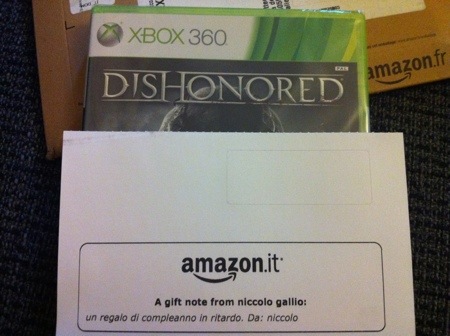 XBOX 360
amazon.fr
DISHONORED
PAL
amazon.it
A gift note from niccolo gallio:
un regalo di compleanno in ritardo. Da: niccolo